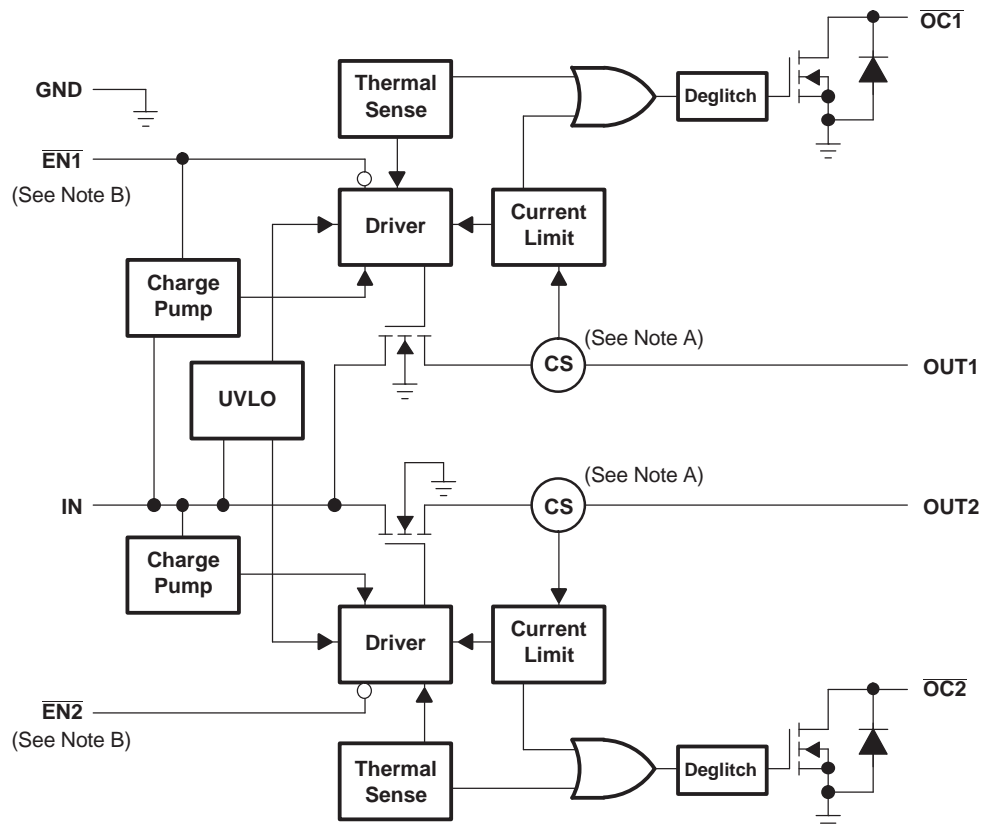 OC1
GND
Thermal
Sense
Deglitch
EN1
(See Note B)
Driver
Current
Limit
Charge
Pump
(See Note A)
CS
OUT1
UVLO
(See Note A)
IN
CS
OUT2
Charge
Pump
Driver
Current
Limit
EN2
(See Note B)
OC2
Thermal
Sense
Deglitch